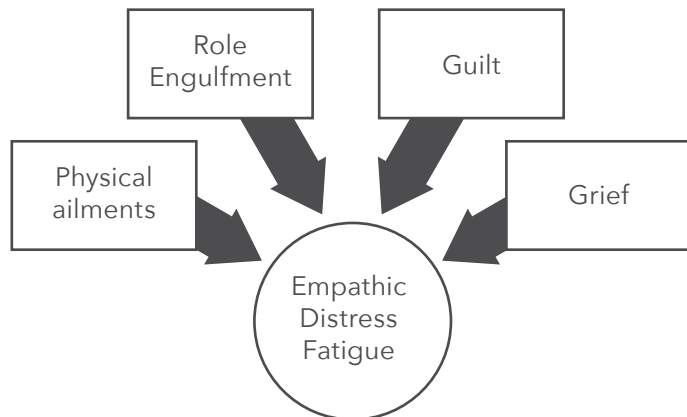 Role
Engulfment
Guilt
Physical
ailments
Grief
Empathic
Distress
Fatigue